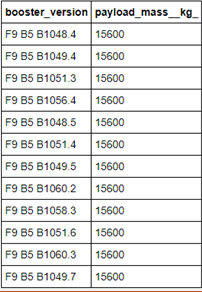 booster_version payload_mass__kg_
F9 B5 B1048.4 15600
F9 B5 B1049.4 15600
F9 B5 B1051.3 15600
F9 B5 B1056.4 15600
F9 B5 B1048.5 15600
F9 B5 B1051.4 15600
F9 B5 B1049.5 15600
F9 B5 B1060.2 15600
F9 B5 B1058.3 15600
F9 B5 B1051.6 15600
F9 B5 B1060.3 15600
F9 B5 B1049.7 15600